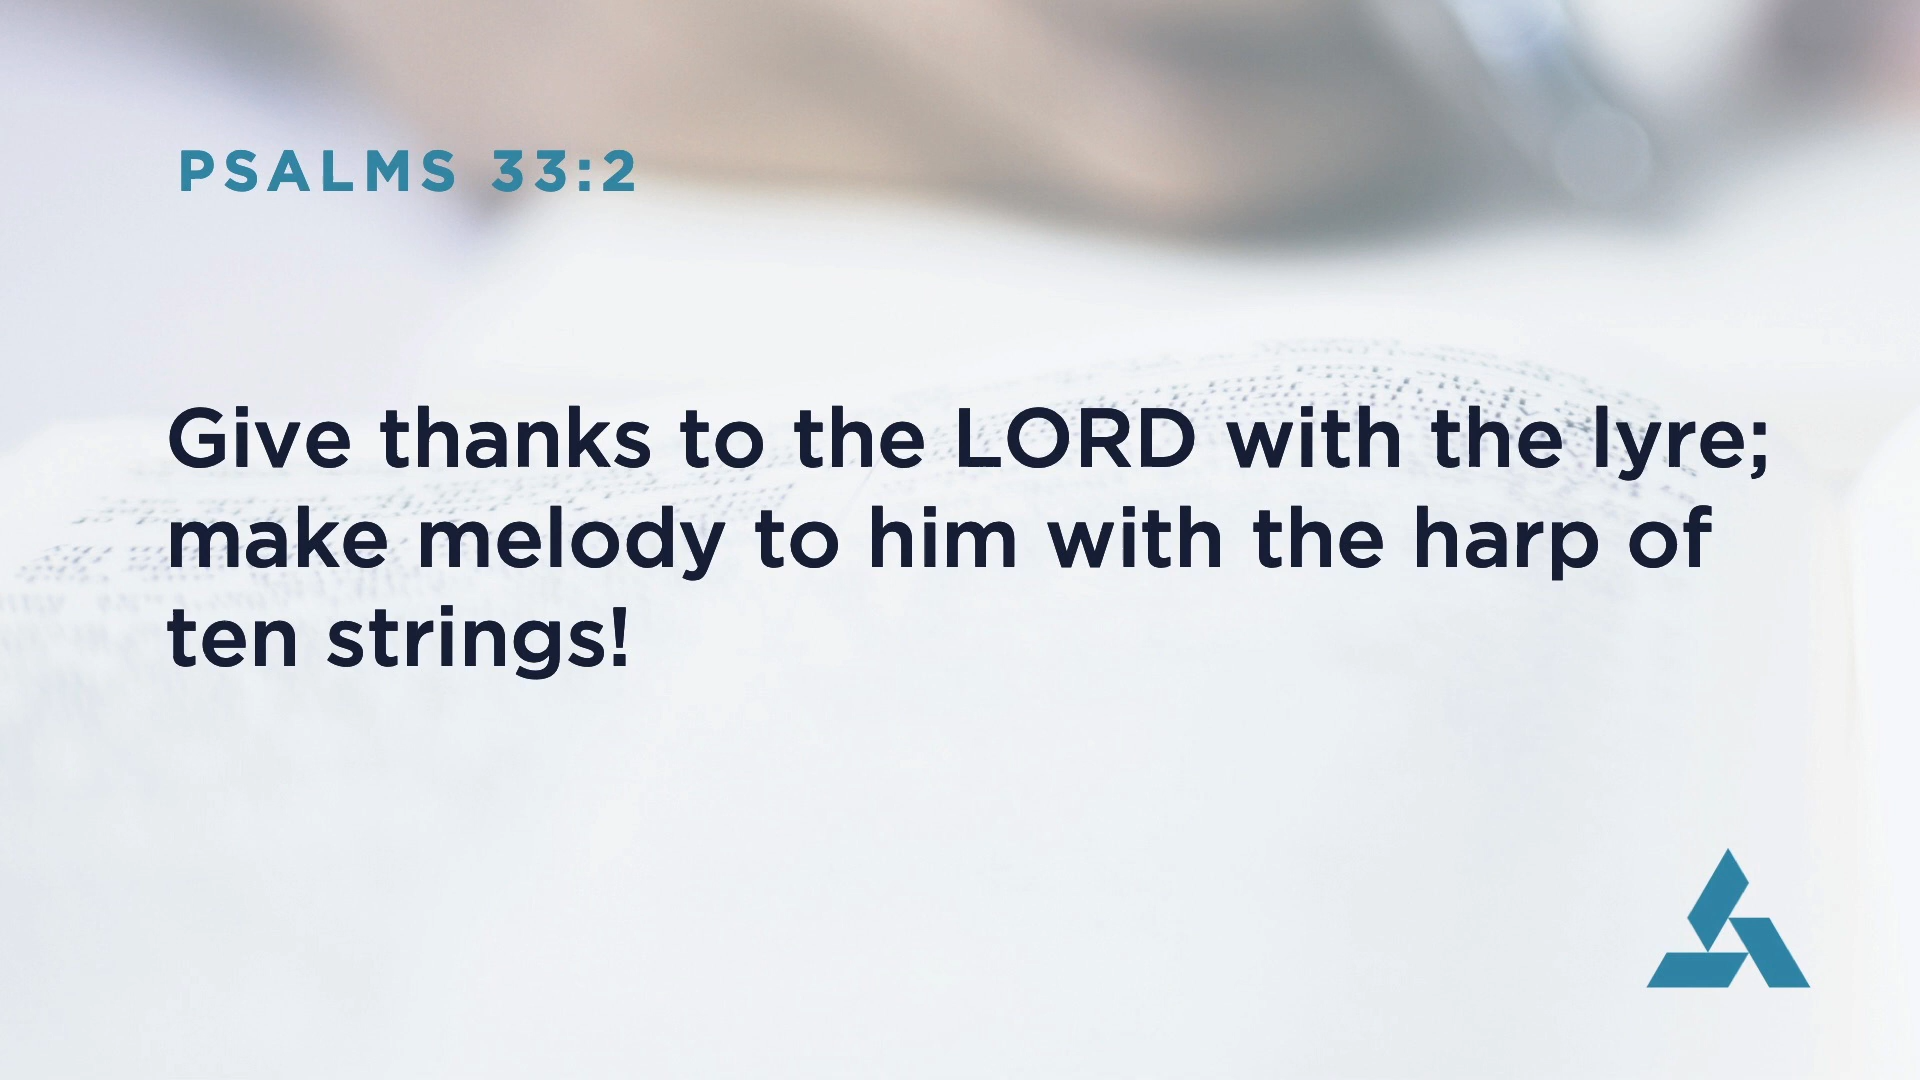 PSALMS 33:2
Give thanks to the LORD with the lyre;
make melody to him with the harp of
ten strings!